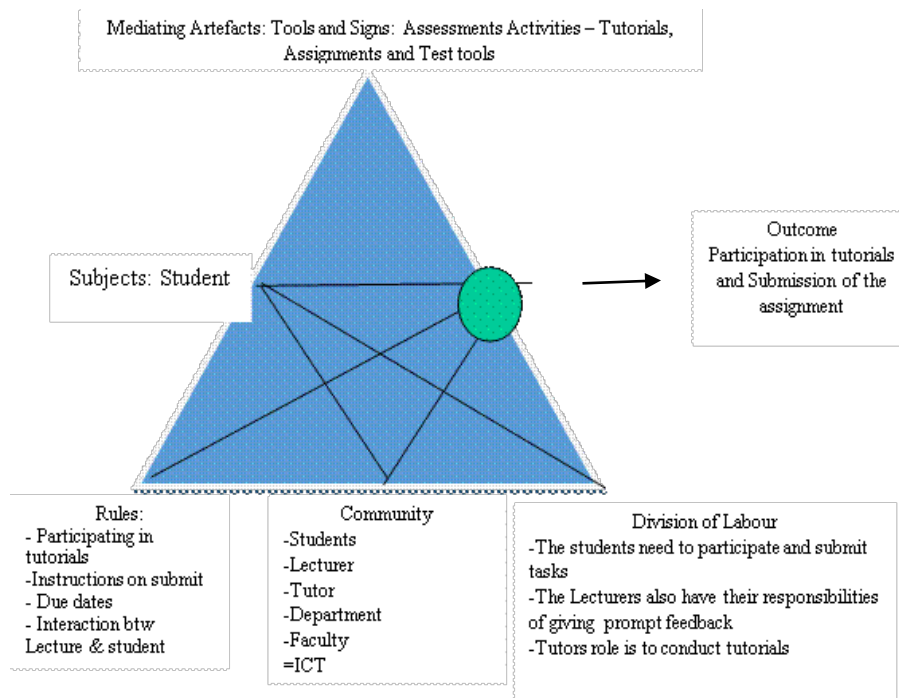 Mediating Artefacts: Tools and Signs: Assessments Activities – Tutorials,
Assignments and Test tools
Subjects: Student
Outcome
Participation in tutorials
and Submission of the
assignment
Rules:
- Participating in
tutorials
-Instructions on submit
- Due dates
- Interaction btw
Lecture & student
Community
-Students
-Lecturer
-Tutor
-Department
-Faculty
=ICT
Division of Labour
-The students need to participate and submit
tasks
-The Lecturers also have their responsibilities
of giving prompt feedback
-Tutors role is to conduct tutorials